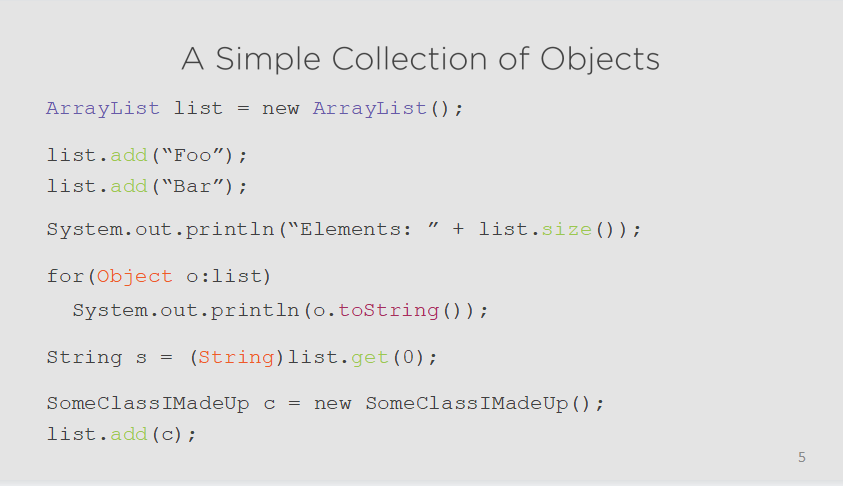 A Simple Collection of Objects
ArrayList list = new ArrayList();
list.add(“Foo”);
list.add(“Bar”);
System.out.println(“Elements: ” + list.size());
for(Object o:list)
System.out.println(o.toString());
String s = (String)list.get(0);
SomeClassIMadeUp c = new SomeClassIMadeUp();
list.add(c);
5